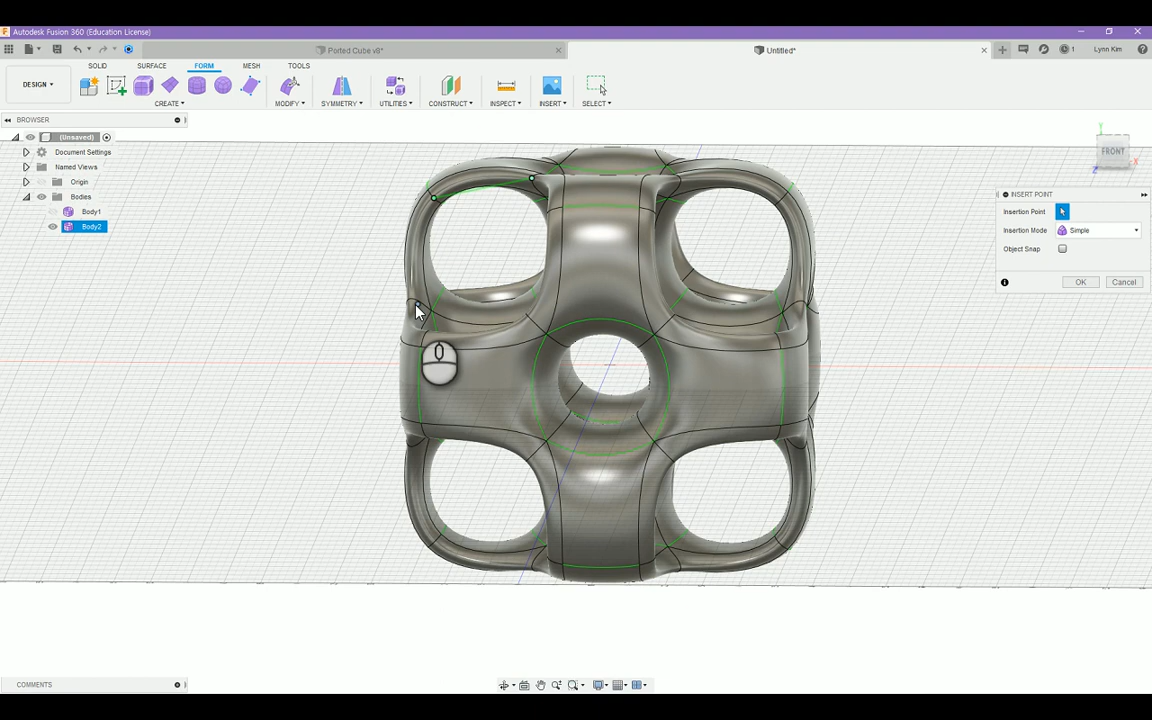 Autodesk Fusion 360 (Education License)
Ported Cube v8*
Untitled*
1 Lynn Kim
DESIGN
SOLID SURFACE FORM MESH TOOLS
CREATE MODIFY SYMMETRY UTILITIES CONSTRUCT INSPECT INSERT SELECT
BROWSER
(Unsaved)
Document Settings
Named Views
Origin
Bodies
Body1
Body2
Y
FRONT
X
Z
INSERT POINT
Insertion Point
Insertion Mode Simple
Object Snap
OK Cancel
COMMENTS